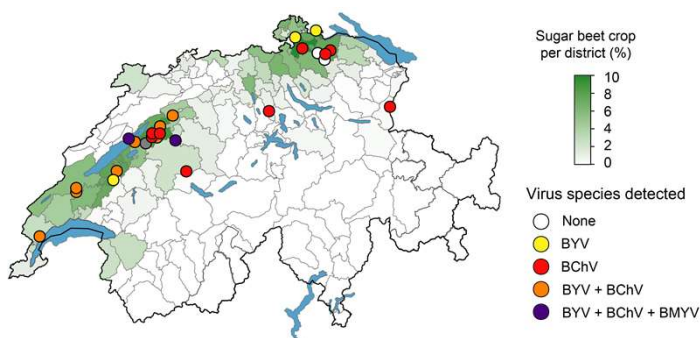 Sugar beet crop
per district (%)
10
8
6
4
2
0
Virus species detected
None
BYV
BChV
BYV + BChV
BYV + BChV + BMYV